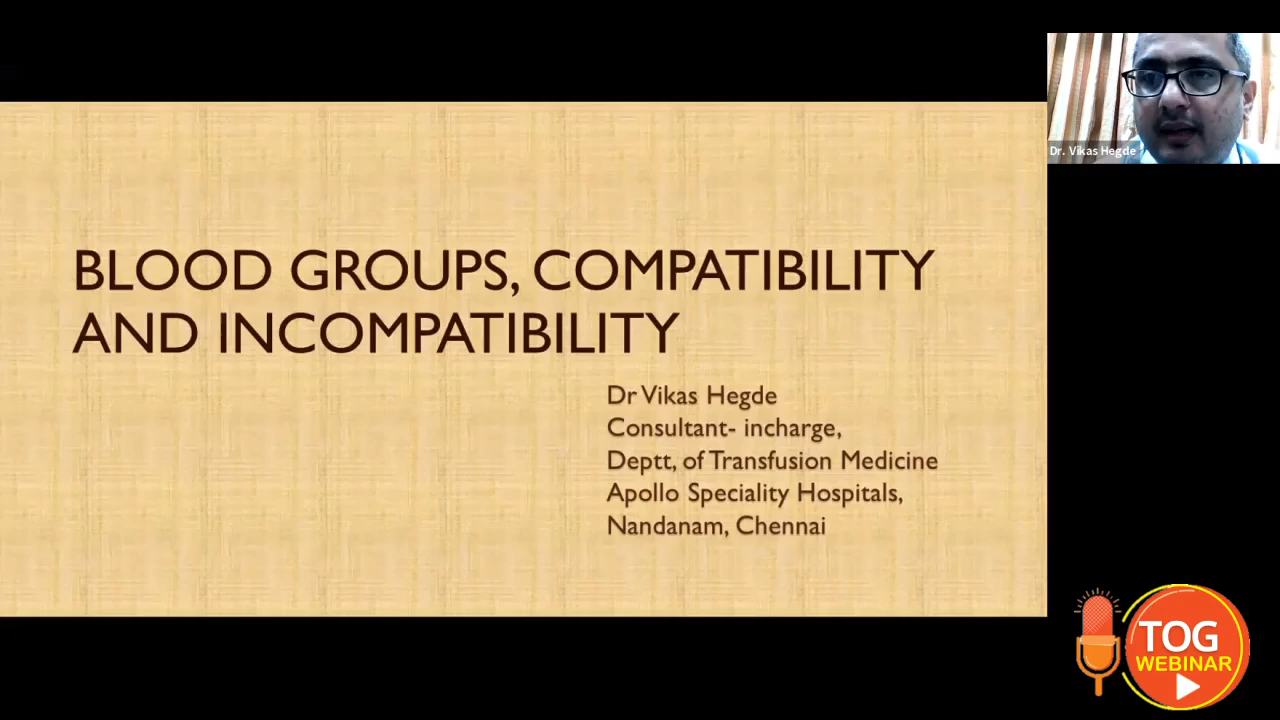 BLOOD GROUPS, COMPATIBILITY
AND INCOMPATIBILITY
Dr Vikas Hegde
Consultant- incharge,
Deptt, of Transfusion Medicine
Apollo Speciality Hospitals,
Nandanam, Chennai
Dr. Vikas Hegde
TOG
WEBINAR